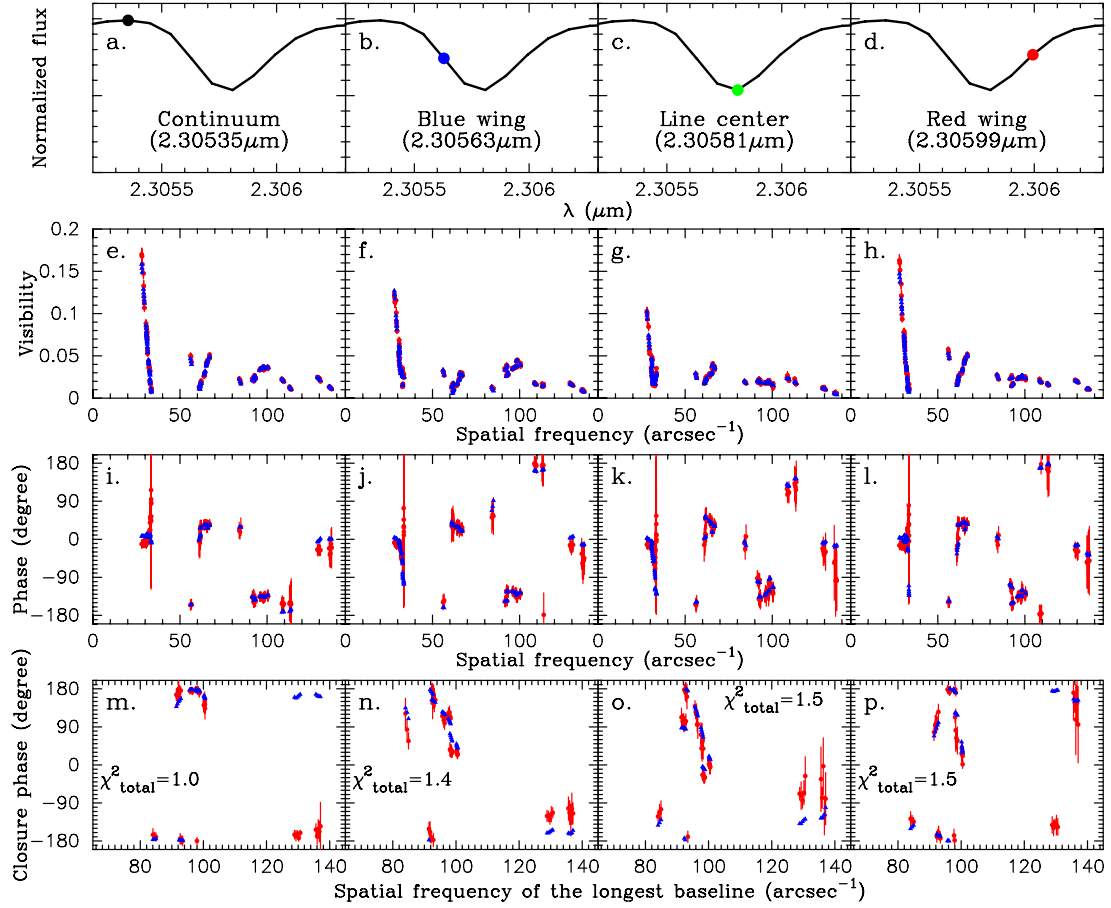 Normalized flux
a. b. c. d.
Continuum
(2.30535μm)
Blue wing
(2.30563μm)
Line center
(2.30581μm)
Red wing
(2.30599μm)
2.3055 2.306 2.3055 2.306 2.3055 2.306 2.3055 2.306
λ (μm)
Visibility
0.2
0.15
0.1
0.05
0
e. f. g. h.
0 50 100 0 50 100 0 50 100 0 50 100
Spatial frequency (arcsec⁻¹)
Phase (degree)
180
90
0
−90
−180
i. j. k. l.
0 50 100 0 50 100 0 50 100 0 50 100
Spatial frequency (arcsec⁻¹)
Closure phase (degree)
180
90
0
−90
−180
m. n. o. p.
χ²total=1.0
χ²total=1.4
χ²total=1.5
χ²total=1.5
80 100 120 140 80 100 120 80 100 120 80 100 120 140
Spatial frequency of the longest baseline (arcsec⁻¹)